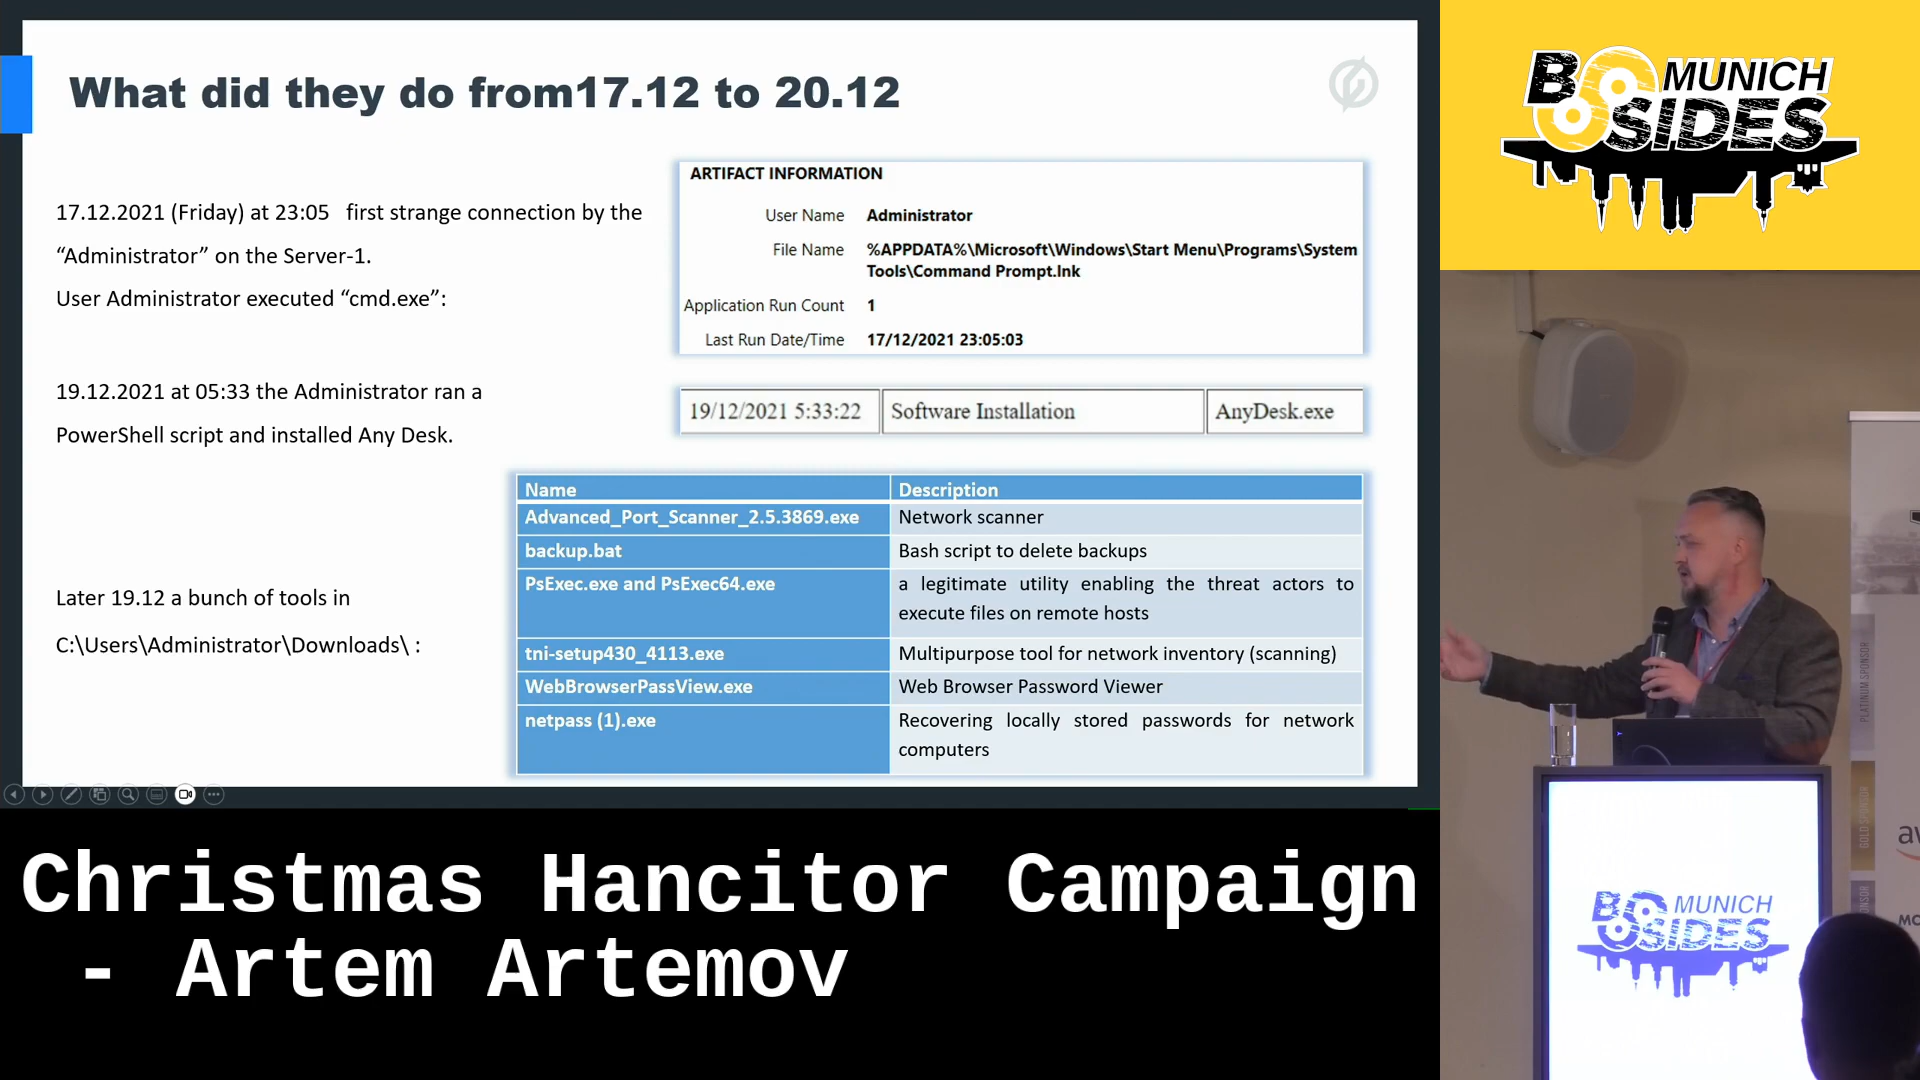 What did they do from17.12 to 20.12
17.12.2021 (Friday) at 23:05   first strange connection by the
“Administrator” on the Server-1.
User Administrator executed “cmd.exe”:
ARTIFACT INFORMATION
User Name Administrator
File Name %APPDATA%\Microsoft\Windows\Start Menu\Programs\System
Tools\Command Prompt.lnk
Application Run Count 1
Last Run Date/Time 17/12/2021 23:05:03
19.12.2021 at 05:33 the Administrator ran a
PowerShell script and installed Any Desk.
19/12/2021 5:33:22 Software Installation AnyDesk.exe
Later 19.12 a bunch of tools in
C:\Users\Administrator\Downloads\ :
Name Description
Advanced_Port_Scanner_2.5.3869.exe Network scanner
backup.bat Bash script to delete backups
PsExec.exe and PsExec64.exe a legitimate utility enabling the threat actors to
execute files on remote hosts
tni-setup430_4113.exe Multipurpose tool for network inventory (scanning)
WebBrowserPassView.exe Web Browser Password Viewer
netpass (1).exe Recovering locally stored passwords for network
computers
Christmas Hancitor Campaign
- Artem Artemov
B MUNICH
SIDES
PLATINUM SPONSOR
GOLD SPONSOR
B MUNICH
SIDES